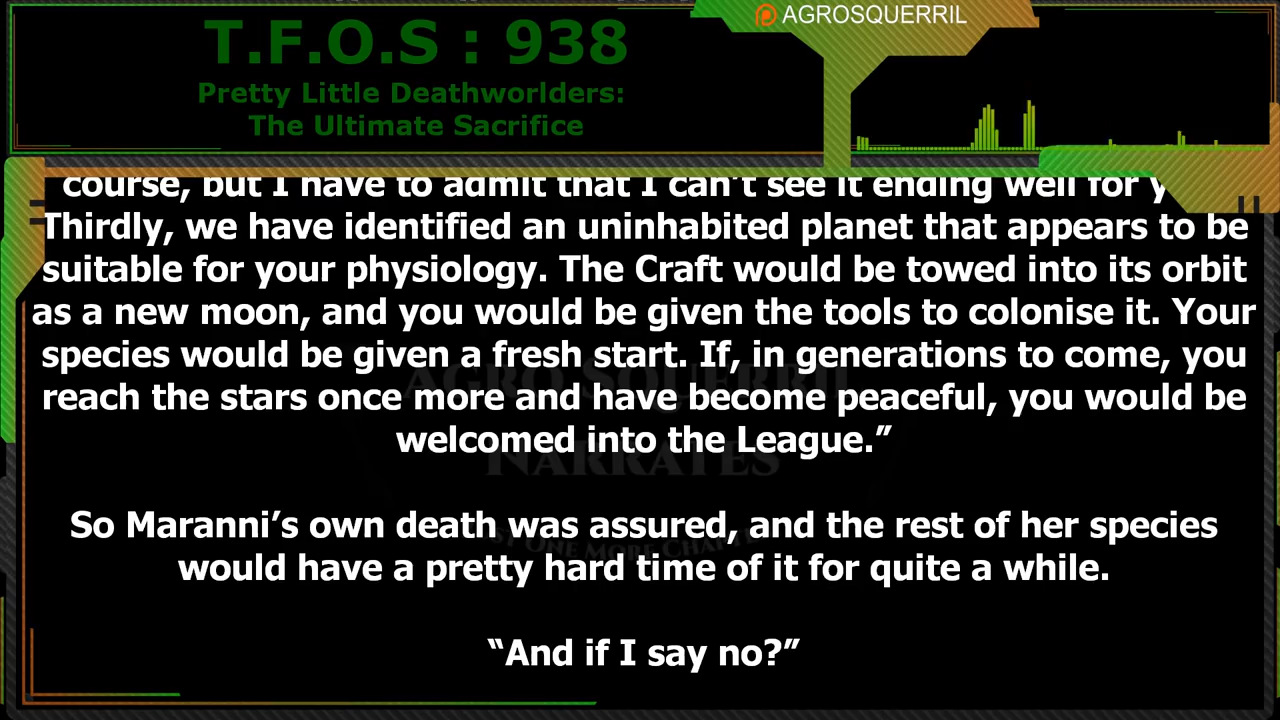 AGROSQUERRIL
T.F.O.S : 938
Pretty Little Deathworlders:
The Ultimate Sacrifice
course, but I have to admit that I can't see it ending well for
Thirdly, we have identified an uninhabited planet that appears to be
suitable for your physiology. The Craft would be towed into its orbit
as a new moon, and you would be given the tools to colonise it. Your
species would be given a fresh start. If, in generations to come, you
reach the stars once more and have become peaceful, you would be
welcomed into the League.”
AGRO SQUERRIL
NARRATES
So Maranni’s own death was assured, and the rest of her species
would have a pretty hard time of it for quite a while.
“And if I say no?”